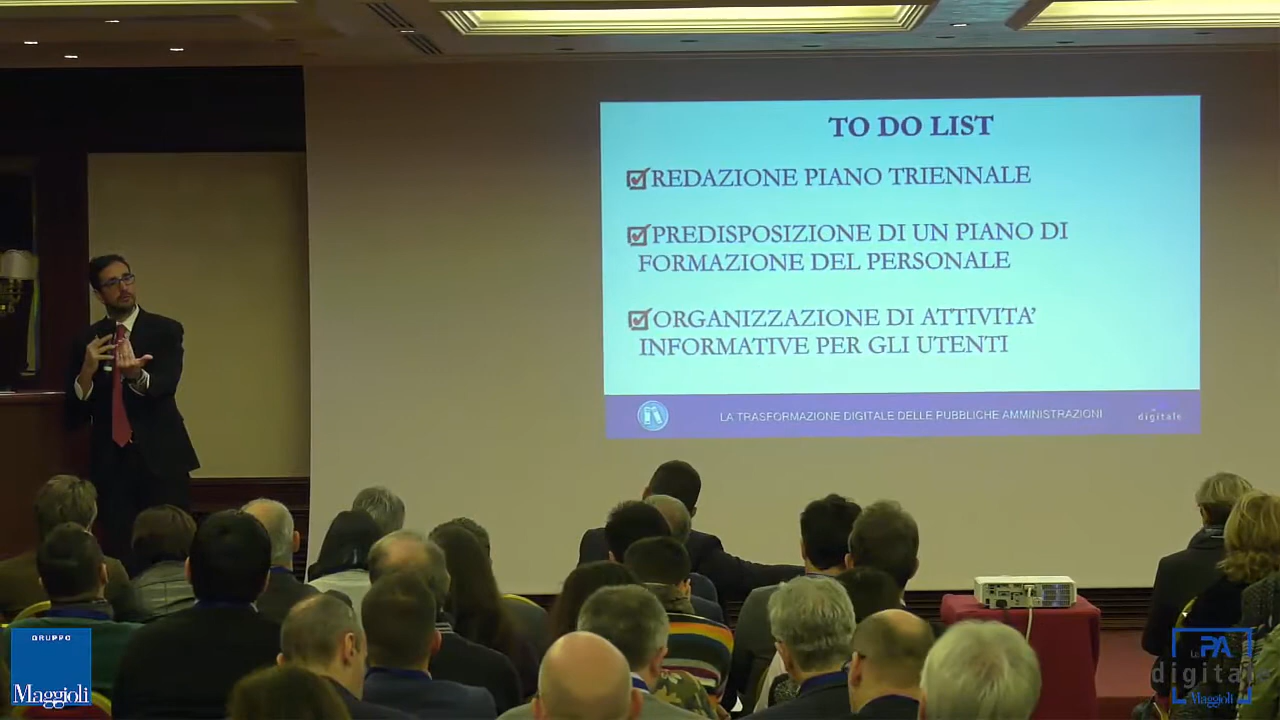 TO DO LIST
REDAZIONE PIANO TRIENNALE
PREDISPOSIZIONE DI UN PIANO DI
FORMAZIONE DEL PERSONALE
ORGANIZZAZIONE DI ATTIVITA'
INFORMATIVE PER GLI UTENTI
LA TRASFORMAZIONE DIGITALE DELLE PUBBLICHE AMMINISTRAZIONI
digitale
GRUPPO
Maggioli
La PA
digitale
Maggioli